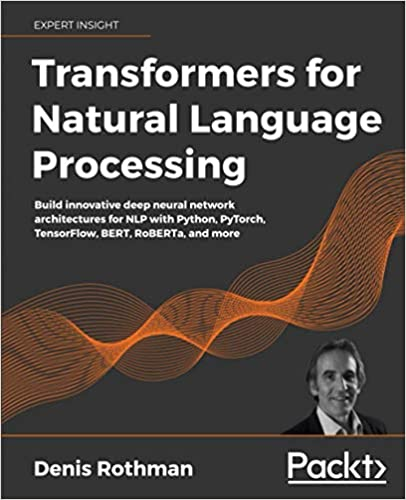 EXPERT INSIGHT
Transformers for
Natural Language
Processing
Build innovative deep neural network
architectures for NLP with Python, PyTorch,
TensorFlow, BERT, RoBERTa, and more
Denis Rothman
Packt>